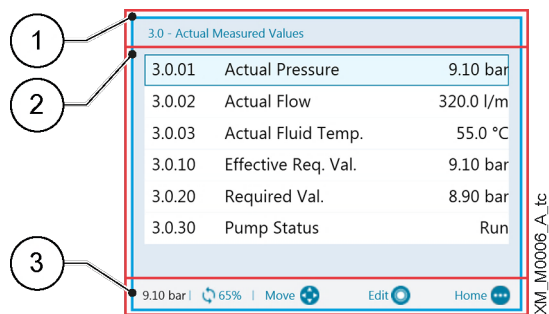 1
3.0 - Actual Measured Values
2
3.0.01 Actual Pressure 9.10 bar
3.0.02 Actual Flow 320.0 l/m
3.0.03 Actual Fluid Temp. 55.0 °C
3.0.10 Effective Req. Val. 9.10 bar
3.0.20 Required Val. 8.90 bar
3.0.30 Pump Status Run
3
9.10 bar | 65% | Move Edit Home
XM_M0006_A_tc